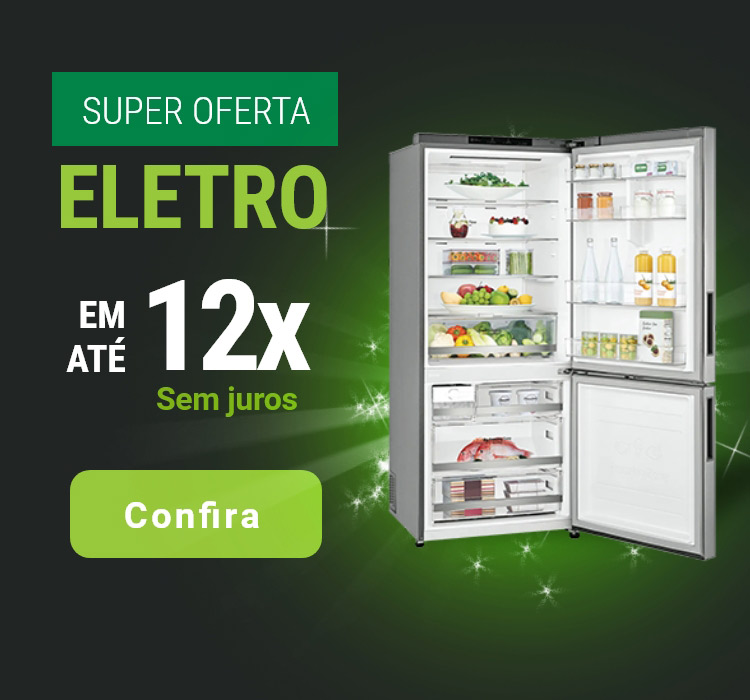 SUPER OFERTA
ELETRO
EM
ATÉ
12x
Sem juros
Confira